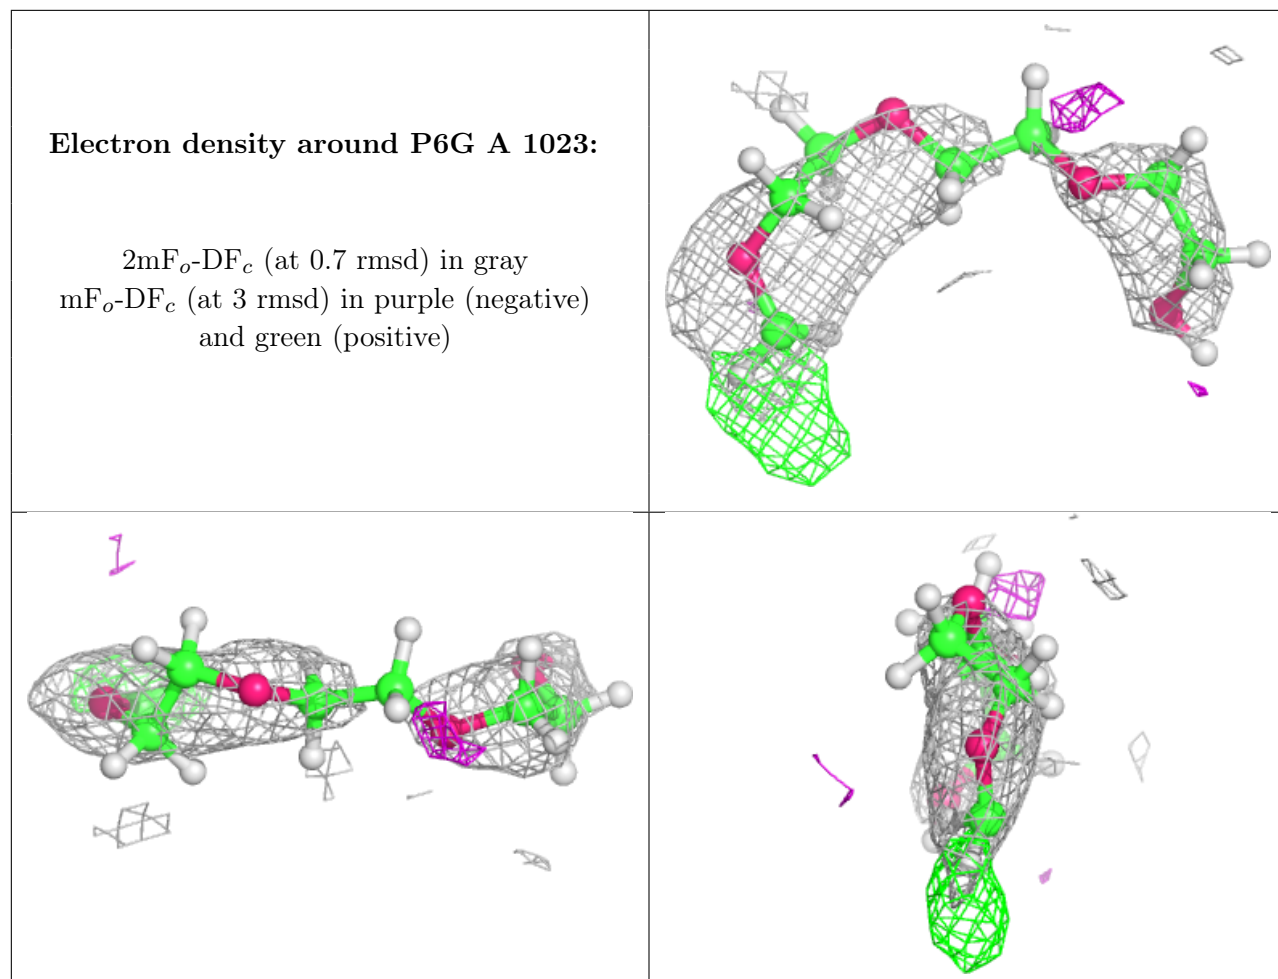 Electron density around P6G A 1023:
2mFo-DFc (at 0.7 rmsd) in gray
mFo-DFc (at 3 rmsd) in purple (negative)
and green (positive)